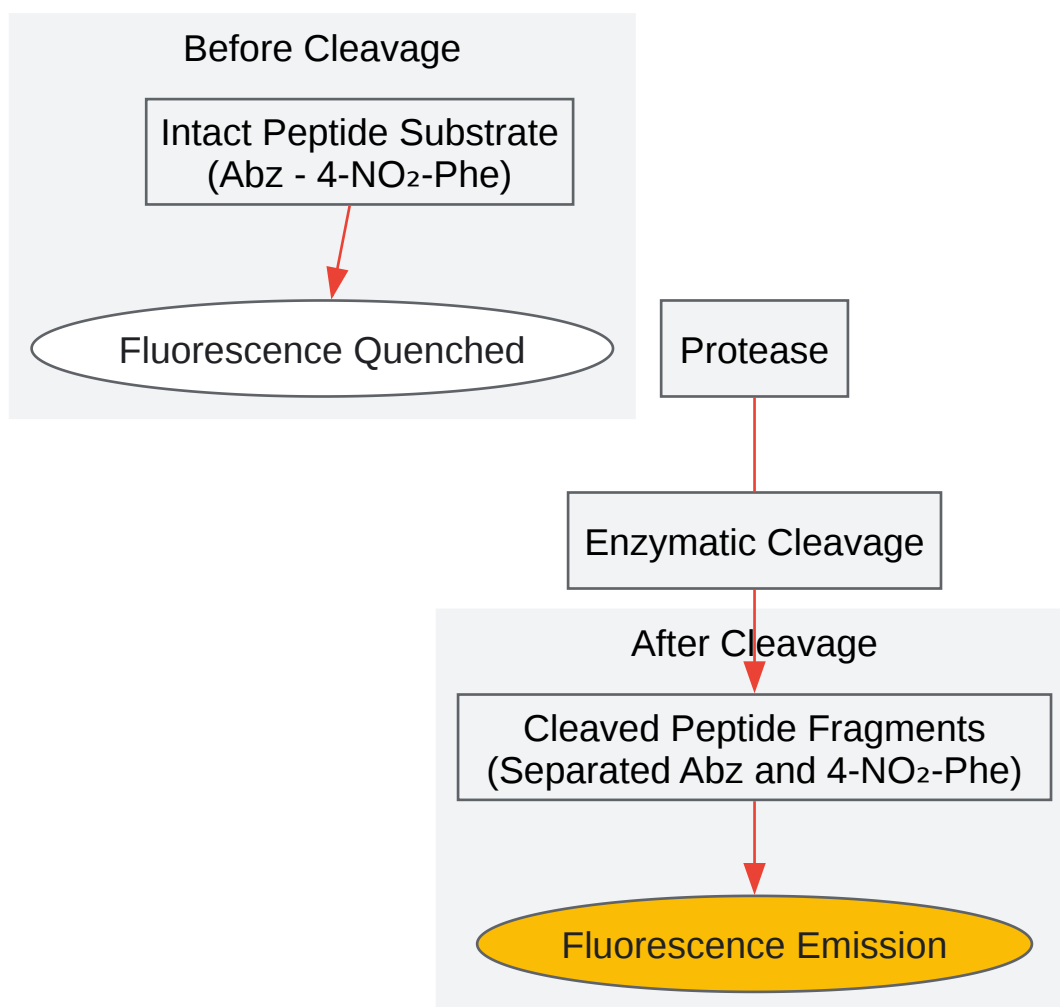 Before Cleavage
Intact Peptide Substrate
(Abz - 4-NO₂-Phe)
Fluorescence Quenched
Protease
Enzymatic Cleavage
After Cleavage
Cleaved Peptide Fragments
(Separated Abz and 4-NO₂-Phe)
Fluorescence Emission